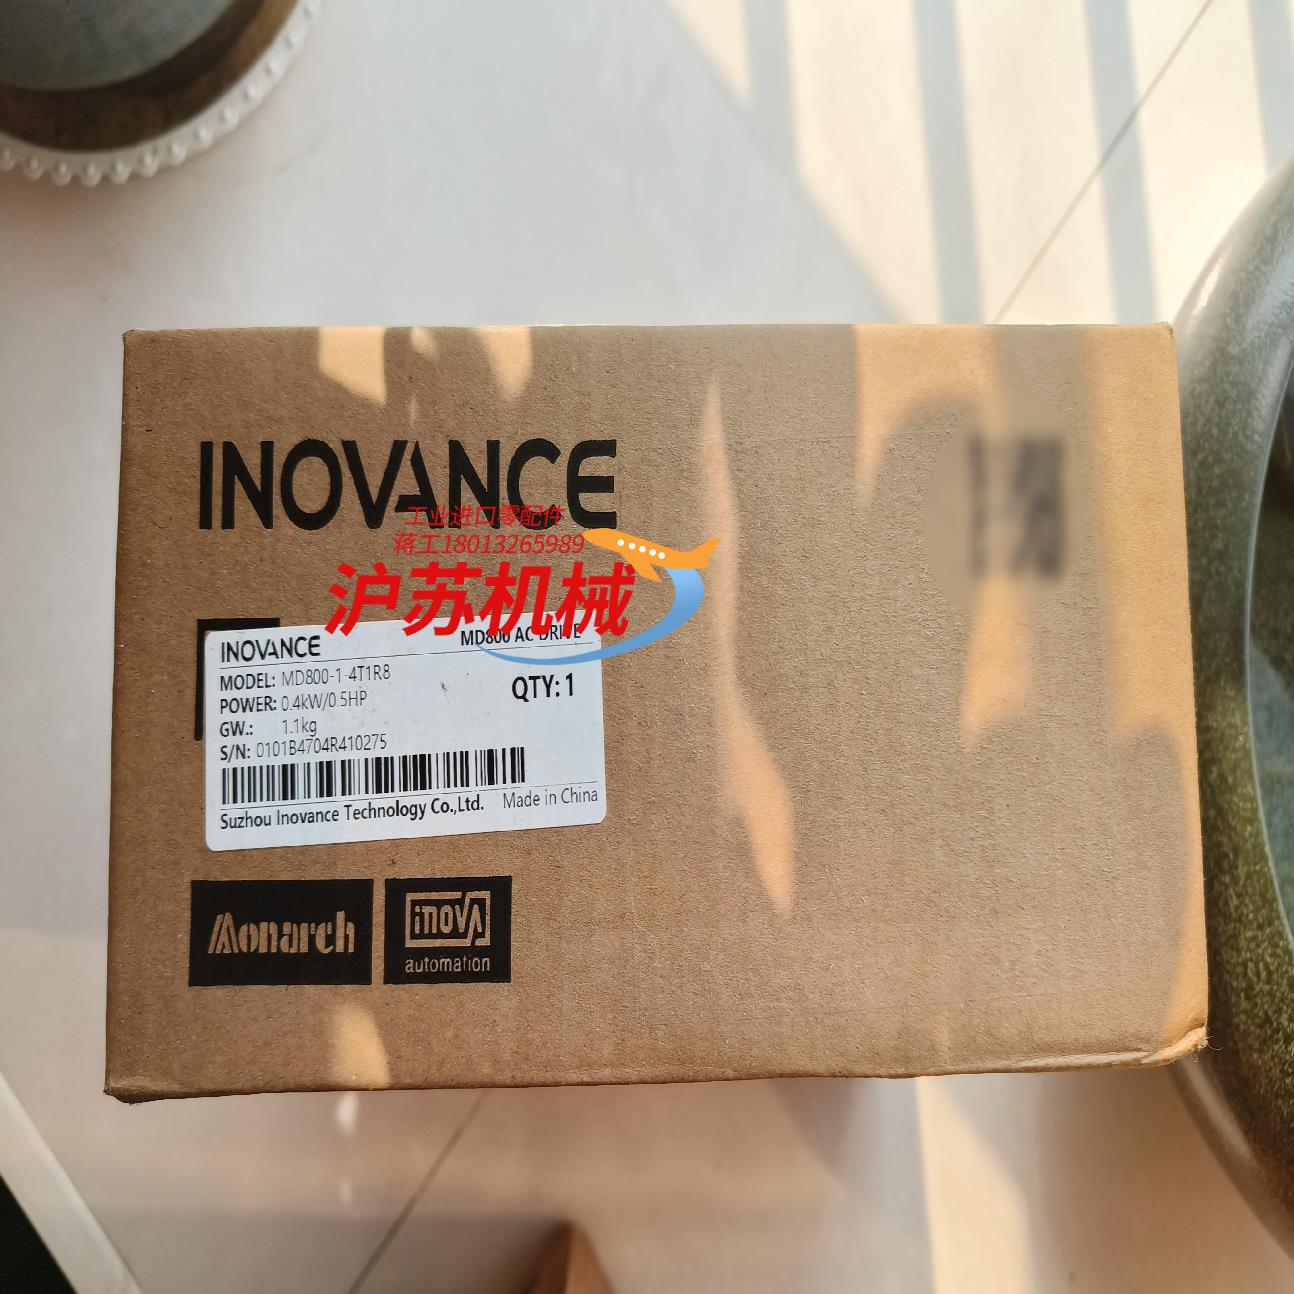 INOVANCE
工业进口零配件
蒋工18013265989
沪苏机械
INOVANCE MD800 AC DRIVE
MODEL: MD800-1-4T1R8
POWER: 0.4kW/0.5HP QTY: 1
GW.: 1.1kg
S/N: 0101B4704R410275
Suzhou Inovance Technology Co.,Ltd. Made in China
Monarch
inova
automation